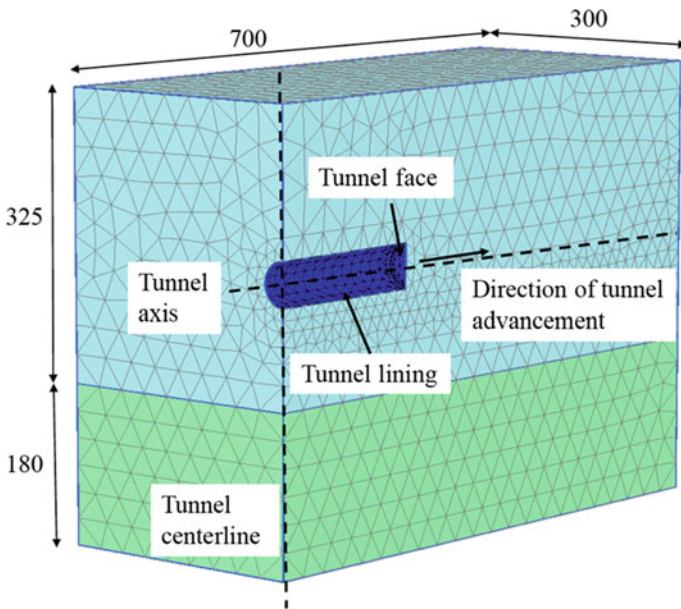 700
300
325
Tunnel face
Tunnel
axis
Direction of tunnel
advancement
Tunnel lining
180
Tunnel
centerline